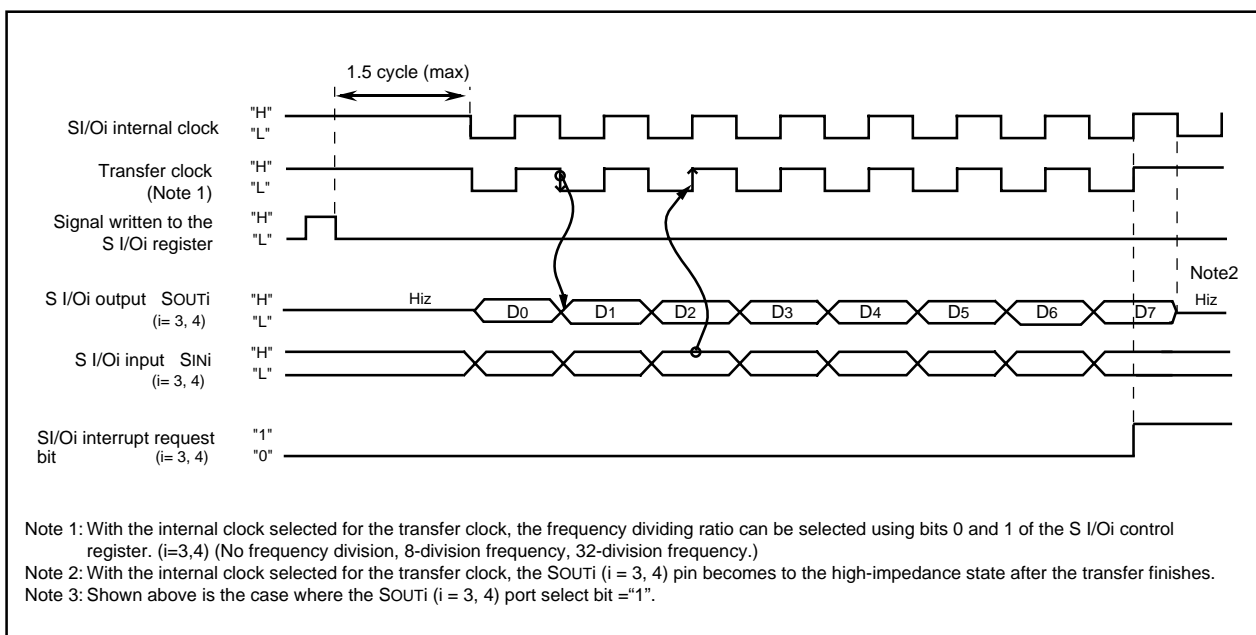 1.5 cycle (max)
SI/Oi internal clock "H" "L"
Transfer clock (Note 1) "H" "L"
Signal written to the S I/Oi register "H" "L"
S I/Oi output SOUTi (i= 3, 4) "H" "L" Hiz D0 D1 D2 D3 D4 D5 D6 D7 Note2 Hiz
S I/Oi input SINi (i= 3, 4) "H" "L"
SI/Oi interrupt request bit (i= 3, 4) "1" "0"
Note 1: With the internal clock selected for the transfer clock, the frequency dividing ratio can be selected using bits 0 and 1 of the S I/Oi control
register. (i=3,4) (No frequency division, 8-division frequency, 32-division frequency.)
Note 2: With the internal clock selected for the transfer clock, the SOUTi (i = 3, 4) pin becomes to the high-impedance state after the transfer finishes.
Note 3: Shown above is the case where the SOUTi (i = 3, 4) port select bit =“1”.